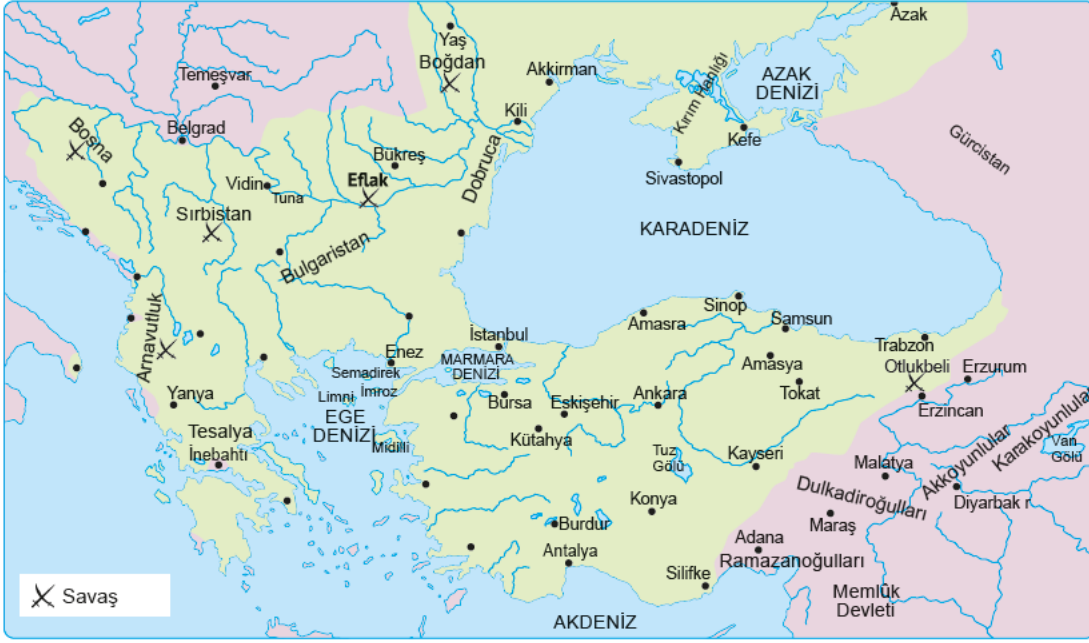 Azak
Yaş
Boğdan
Temeşvar
Akkirman
AZAK
DENİZİ
Kırım Hanlığı
Kili
Belgrad
Bosna
Kefe
Gürcistan
Bükreş
Dobruca
Sivastopol
Vidin
Tuna
Eflak
Sırbistan
Bulgaristan
KARADENİZ
Sinop
Amasra
Samsun
Arnavutluk
İstanbul
Trabzon
Enez
MARMARA
DENİZİ
Amasya
Otlukbeli
Erzurum
Semadirek
İmroz
Limni
Yanya
Bursa
Eskişehir
Ankara
Tokat
Erzincan
EGE
DENİZİ
Tesalya
Kütahya
Midilli
İnebahtı
Tuz
Gölü
Kayseri
Malatya
Akkoyunlular
Karakoyunlular
Van
Gölü
Dulkadiroğulları
Diyarbak r
Konya
Maraş
Burdur
Adana
Antalya
Ramazanoğulları
Silifke
Memlûk
Devleti
Savaş
AKDENİZ